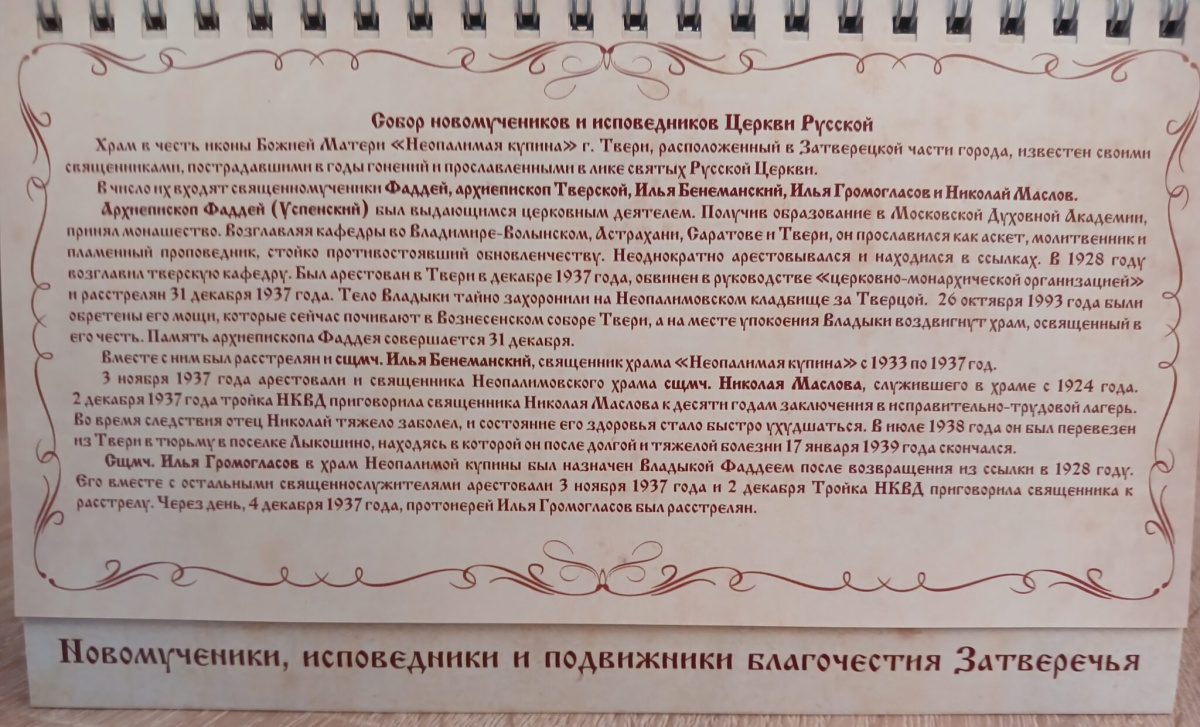 Собор новомучеников и исповедников Церкви Русской
Храм в честь иконы Божией Матери «Неопалимая купина» г. Твери, расположенный в Затверецкой части города, известен своими
священниками, пострадавшими в годы гонений и прославленными в лике святых Русской Церкви.
В число их входят священномученики Фаддей, архиепископ Тверской, Илья Бенеманский, Илья Громогласов и Николай Маслов.
Архиепископ Фаддей (Успенский) был выдающимся церковным деятелем. Получив образование в Московской Духовной Академии,
принял монашество. Возглавляя кафедры во Владимире-Волынском, Астрахани, Саратове и Твери, он прославился как аскет, молитвенник и
пламенный проповедник, стойко противостоявший обновленчеству. Неоднократно арестовывался и находился в ссылках. В 1928 году
возглавил тверскую кафедру. Был арестован в Твери в декабре 1937 года, обвинен в руководстве «церковно-монархической организацией»
и расстрелян 31 декабря 1937 года. Тело Владыки тайно захоронили на Неопалимовском кладбище за Тверцой. 26 октября 1993 года были
обретены его мощи, которые сейчас почивают в Вознесенском соборе Твери, а на месте упокоения Владыки воздвигнут храм, освященный в
его честь. Память архиепископа Фаддея совершается 31 декабря.
Вместе с ним был расстрелян и сщмч. Илья Бенеманский, священник храма «Неопалимая купина» с 1933 по 1937 год.
3 ноября 1937 года арестовали и священника Неопалимовского храма сщмч. Николая Маслова, служившего в храме с 1924 года.
2 декабря 1937 года тройка НКВД приговорила священника Николая Маслова к десяти годам заключения в исправительно-трудовой лагерь.
Во время следствия отец Николай тяжело заболел, и состояние его здоровья стало быстро ухудшаться. В июле 1938 года он был перевезен
из Твери в тюрьму в поселке Лыкошино, находясь в которой он после долгой и тяжелой болезни 17 января 1939 года скончался.
Сщмч. Илья Громогласов в храм Неопалимой купины был назначен Владыкой Фаддеем после возвращения из ссылки в 1928 году.
Его вместе с остальными священнослужителями арестовали 3 ноября 1937 года и 2 декабря Тройка НКВД приговорила священника к
расстрелу. Через день, 4 декабря 1937 года, протоиерей Илья Громогласов был расстрелян.
Новомученики, исповедники и подвижники благочестия Затверечья